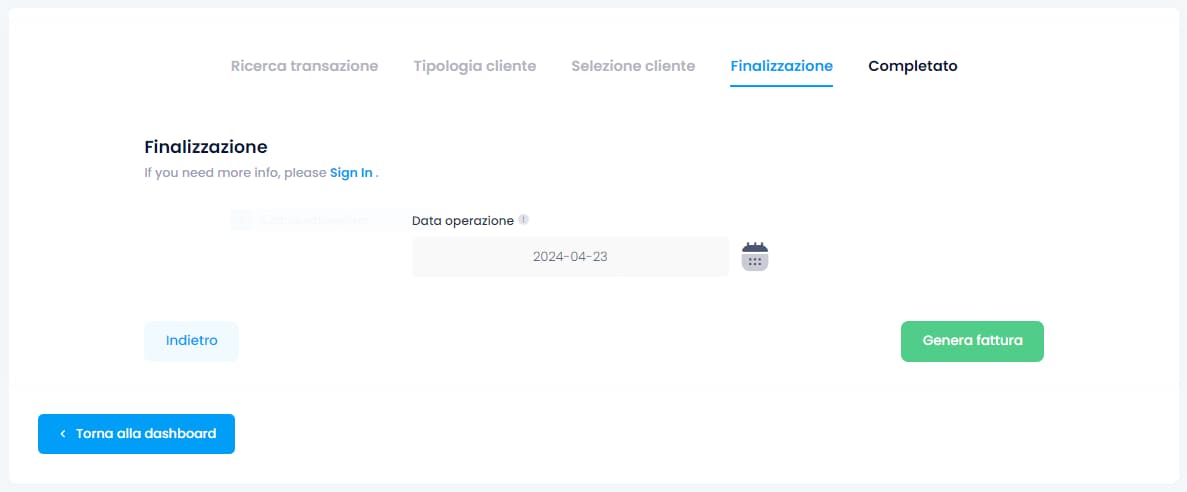 Ricerca transazione Tipologia cliente Selezione cliente Finalizzazione Completato
Finalizzazione
If you need more info, please Sign In .
Data operazione
2024-04-23
Indietro Genera fattura
Torna alla dashboard